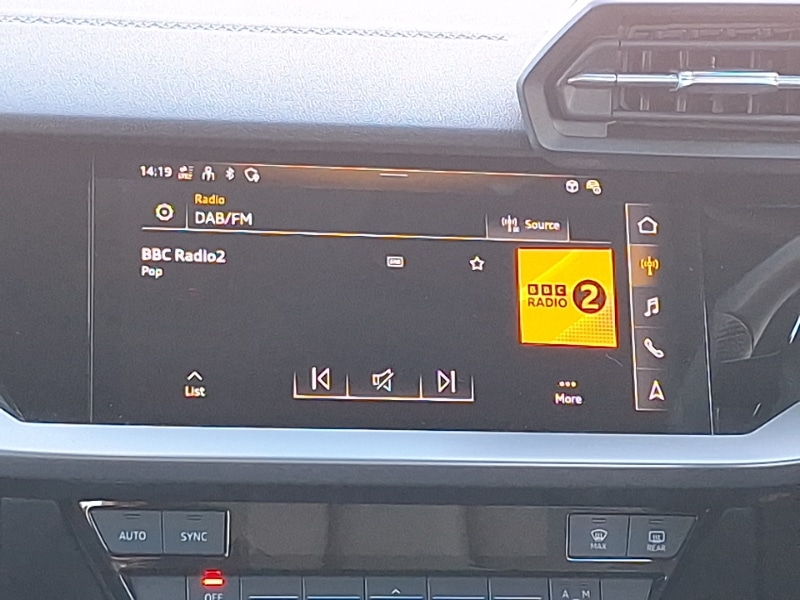 14:19
Radio
DAB/FM
Source
BBC Radio2
Pop
BBC
RADIO 2
List
More
AUTO
SYNC
MAX
REAR
OFF
A
M